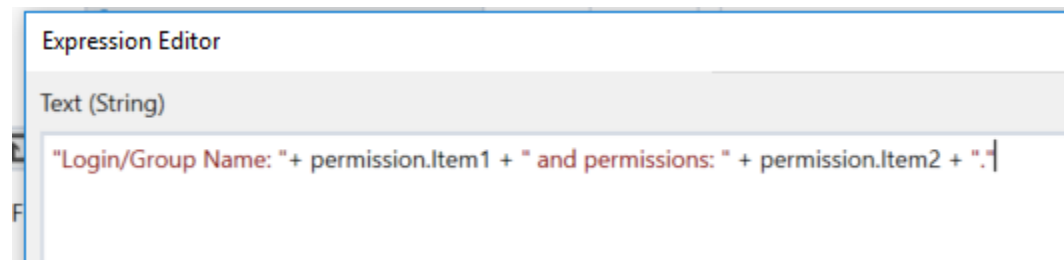 Expression Editor
Text (String)
"Login/Group Name: "+ permission.Item1 + " and permissions: " + permission.Item2 + "."
F